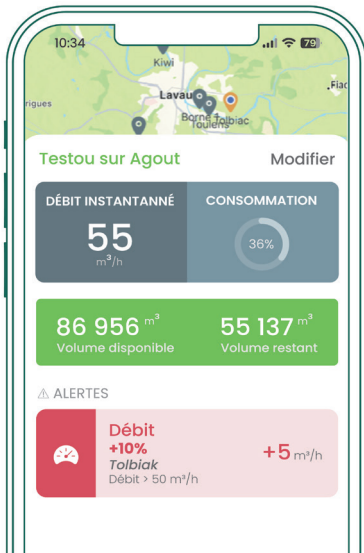 10:34
79
Kiwi
Lavau
Fiac
rigues
Borne Tolbiac
Toulens
Testou sur Agout
Modifier
DÉBIT INSTANTANNÉ
CONSOMMATION
55
m³/h
36%
86 956 m³
55 137 m³
Volume disponible
Volume restant
ALERTES
Débit
+10%
Tolbiak
Débit > 50 m³/h
+5 m³/h